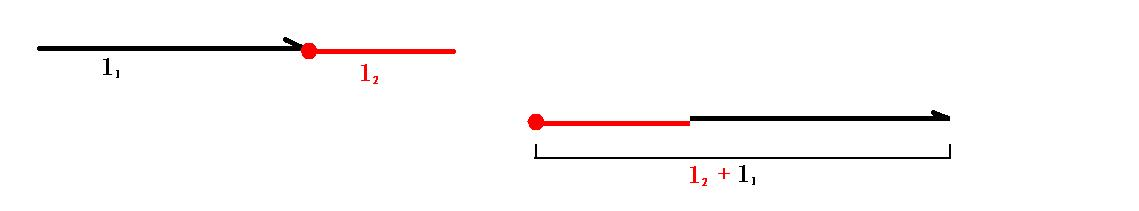 1₁
1₂
1₂ + 1₁